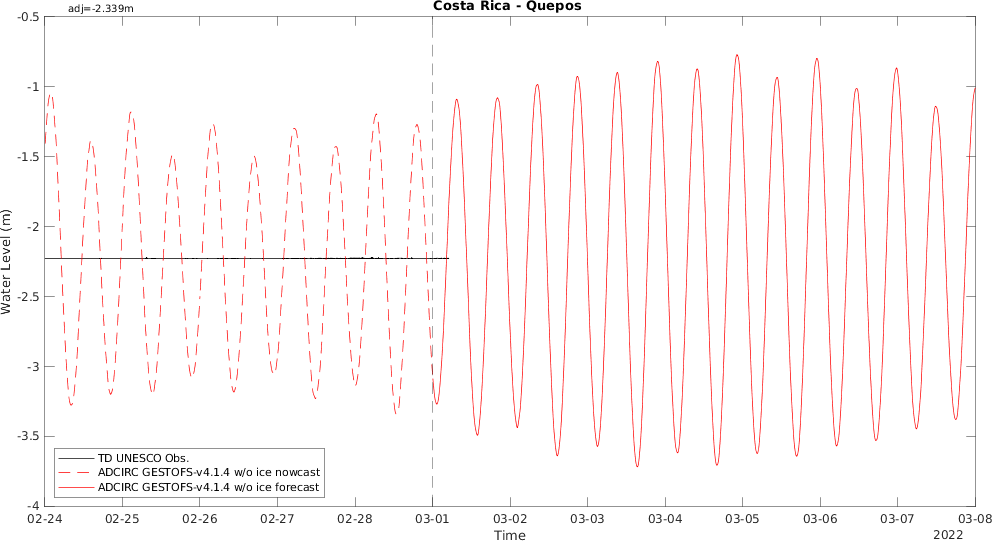 Costa Rica - Quepos
adj=-2.339m
-0.5
-1
-1.5
-2
-2.5
-3
-3.5
-4
Water Level (m)
TD UNESCO Obs.
ADCIRC GESTOFS-v4.1.4 w/o ice nowcast
ADCIRC GESTOFS-v4.1.4 w/o ice forecast
02-24 02-25 02-26 02-27 02-28 03-01 03-02 03-03 03-04 03-05 03-06 03-07 03-08
Time
2022